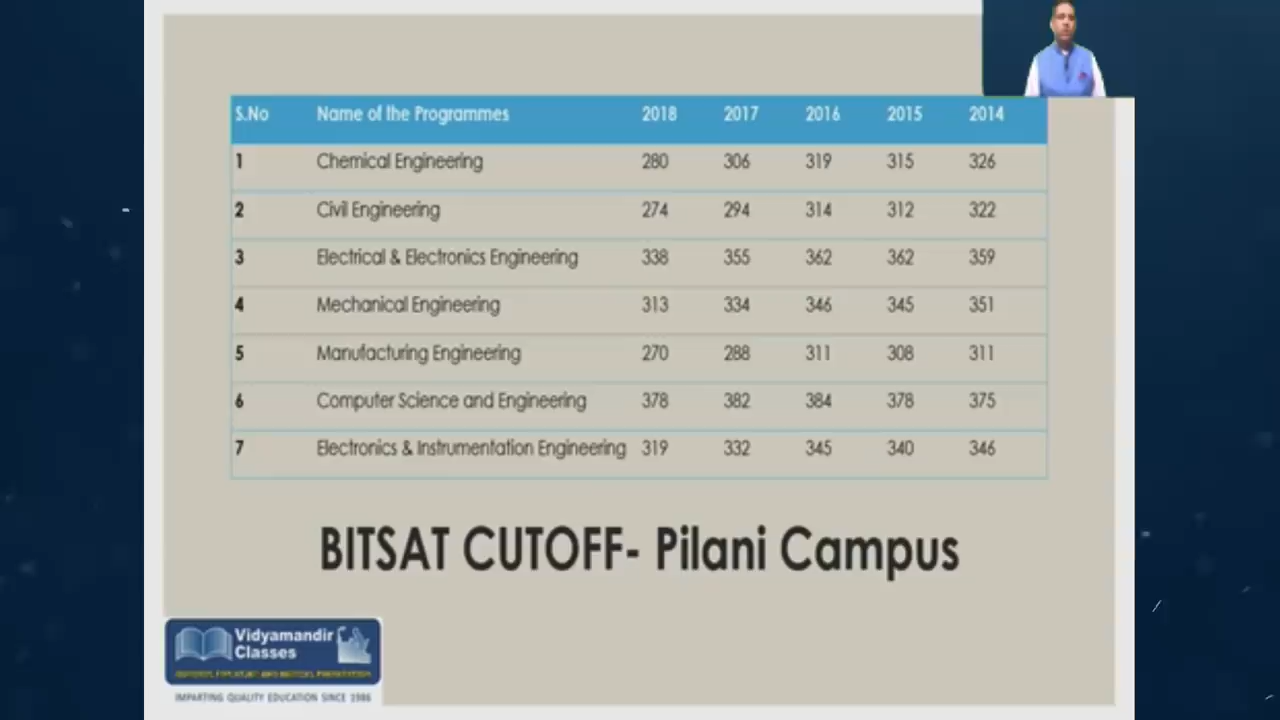 S.No Name of the Programmes 2018 2017 2016 2015 2014
1 Chemical Engineering 280 306 319 315 326
2 Civil Engineering 274 294 314 312 322
3 Electrical & Electronics Engineering 338 355 362 362 359
4 Mechanical Engineering 313 334 346 345 351
5 Manufacturing Engineering 270 288 311 308 311
6 Computer Science and Engineering 378 382 384 378 375
7 Electronics & Instrumentation Engineering 319 332 345 340 346
BITSAT CUTOFF- Pilani Campus
Vidyamandir
Classes
IMPARTING QUALITY EDUCATION SINCE 1986